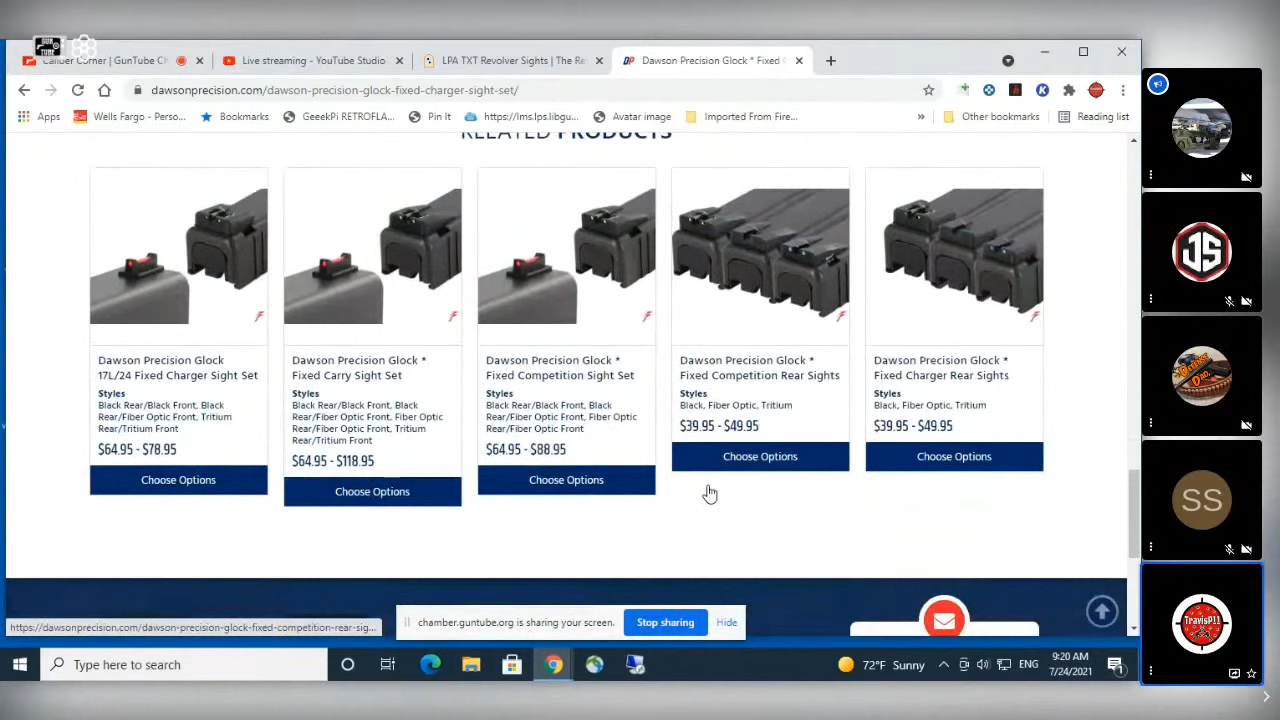 GUN
TUBE
Caliber Corner | GunTube Ch
Live streaming - YouTube Studio
LPA TXT Revolver Sights | The Re
DP
Dawson Precision Glock * Fixed C
dawsonprecision.com/dawson-precision-glock-fixed-charger-sight-set/
Apps
Wells Fargo - Perso...
Bookmarks
GeeekPi RETROFLA...
Pin It
https://lms.lps.libgu...
Avatar image
Imported From Fire...
»
Other bookmarks
Reading list
RELATED PRODUCTS
Dawson Precision Glock
17L/24 Fixed Charger Sight Set
Styles
Black Rear/Black Front, Black
Rear/Fiber Optic Front, Tritium
Rear/Tritium Front
$64.95 - $78.95
Choose Options
Dawson Precision Glock *
Fixed Carry Sight Set
Styles
Black Rear/Black Front, Black
Rear/Fiber Optic Front, Fiber Optic
Rear/Fiber Optic Front, Tritium
Rear/Tritium Front
$64.95 - $118.95
Choose Options
Dawson Precision Glock *
Fixed Competition Sight Set
Styles
Black Rear/Black Front, Black
Rear/Fiber Optic Front, Fiber Optic
Rear/Fiber Optic Front
$64.95 - $88.95
Choose Options
Dawson Precision Glock *
Fixed Competition Rear Sights
Styles
Black, Fiber Optic, Tritium
$39.95 - $49.95
Choose Options
Dawson Precision Glock *
Fixed Charger Rear Sights
Styles
Black, Fiber Optic, Tritium
$39.95 - $49.95
Choose Options
https://dawsonprecision.com/dawson-precision-glock-fixed-competition-rear-sig...
chamber.guntube.org is sharing your screen.
Stop sharing
Hide
Type here to search
72°F Sunny
ENG
9:20 AM
7/24/2021
1
JS
DEFENSE
DAD.
SS
TravisP11